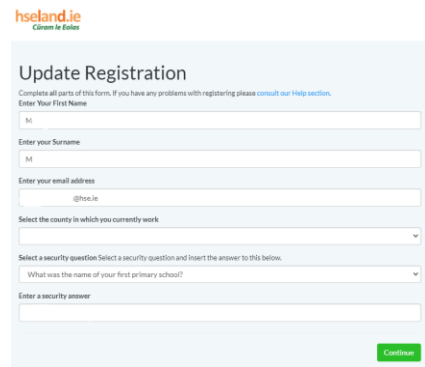 hseland.ie
Cúram le Eolas
Update Registration
Complete all parts of this form. If you have any problems with registering please consult our Help section.
Enter Your First Name
M
Enter your Surname
M
Enter your email address
@hse.ie
Select the county in which you currently work
Select a security question Select a security question and insert the answer to this below.
What was the name of your first primary school?
Enter a security answer
Continue